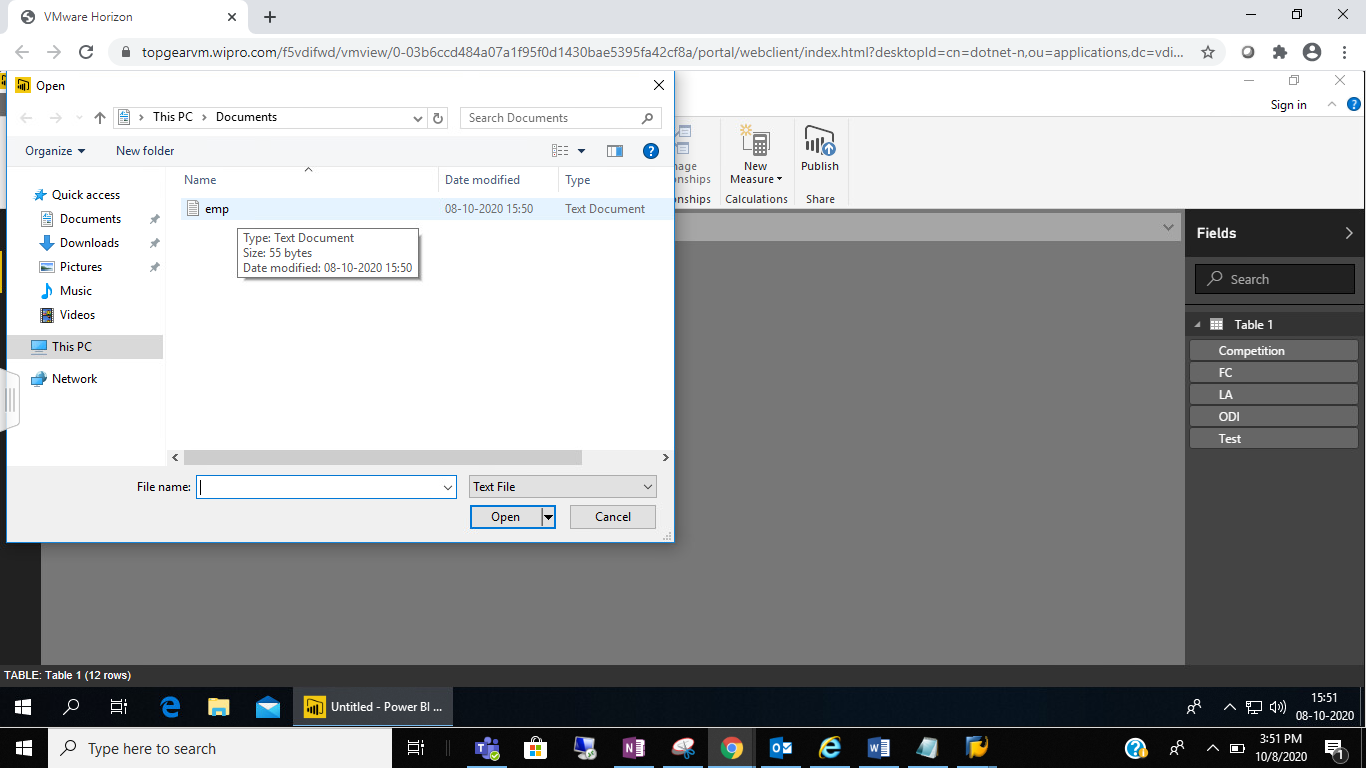 VMware Horizon
topgearvm.wipro.com/f5vdifwd/vmview/0-03b6ccd484a07a1f95f0d1430bae5395fa42cf8a/portal/webclient/index.html?desktopId=cn=dotnet-n,ou=applications,dc=vdi...
Open
Sign in
This PC
Documents
Search Documents
Organize
New folder
nage
onships
New
Measure
Publish
onships
Calculations
Share
Name
Date modified
Type
Quick access
Documents
Downloads
Pictures
Music
Videos
This PC
Network
emp
08-10-2020 15:50
Text Document
Type: Text Document
Size: 55 bytes
Date modified: 08-10-2020 15:50
File name:
Text File
Open
Cancel
Fields
Search
Table 1
Competition
FC
LA
ODI
Test
TABLE: Table 1 (12 rows)
Untitled - Power BI ...
15:51
08-10-2020
Type here to search
3:51 PM
10/8/2020
1